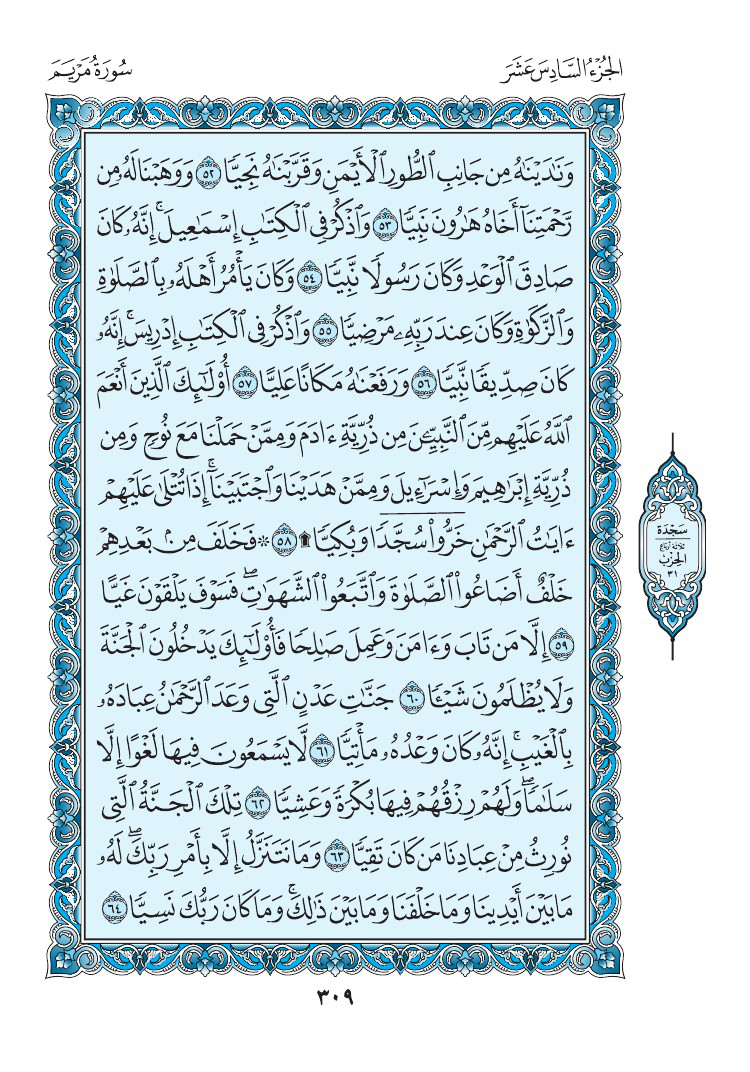 الجُزْءُ السَّادِسَ عَشَرَ
سُورَةُ مَرْيَمَ
وَنَٰدَيۡنَٰهُ مِن جَانِبِ ٱلطُّورِ ٱلۡأَيۡمَنِ وَقَرَّبۡنَٰهُ نَجِيّٗا ٥٢ وَوَهَبۡنَا لَهُۥ مِن
رَّحۡمَتِنَآ أَخَاهُ هَٰرُونَ نَبِيّٗا ٥٣ وَٱذۡكُرۡ فِي ٱلۡكِتَٰبِ إِسۡمَٰعِيلَۚ إِنَّهُۥ كَانَ
صَادِقَ ٱلۡوَعۡدِ وَكَانَ رَسُولٗا نَّبِيّٗا ٥٤ وَكَانَ يَأۡمُرُ أَهۡلَهُۥ بِٱلصَّلَوٰةِ
وَٱلزَّكَوٰةِ وَكَانَ عِندَ رَبِّهِۦ مَرۡضِيّٗا ٥٥ وَٱذۡكُرۡ فِي ٱلۡكِتَٰبِ إِدۡرِيسَۚ إِنَّهُۥ
كَانَ صِدِّيقٗا نَّبِيّٗا ٥٦ وَرَفَعۡنَٰهُ مَكَانًا عَلِيًّا ٥٧ أُوْلَٰٓئِكَ ٱلَّذِينَ أَنۡعَمَ
ٱللَّهُ عَلَيۡهِم مِّنَ ٱلنَّبِيِّـۧنَ مِن ذُرِّيَّةِ ءَادَمَ وَمِمَّنۡ حَمَلۡنَا مَعَ نُوحٖ وَمِن
ذُرِّيَّةِ إِبۡرَٰهِيمَ وَإِسۡرَٰٓءِيلَ وَمِمَّنۡ هَدَيۡنَا وَٱجۡتَبَيۡنَآۚ إِذَا تُتۡلَىٰ عَلَيۡهِمۡ
ءَايَٰتُ ٱلرَّحۡمَٰنِ خَرُّواْۤ سُجَّدٗاۤ وَبُكِيّٗا۩ ٥٨ ۞ فَخَلَفَ مِنۢ بَعۡدِهِمۡ
خَلۡفٌ أَضَاعُواْ ٱلصَّلَوٰةَ وَٱتَّبَعُواْ ٱلشَّهَوَٰتِۖ فَسَوۡفَ يَلۡقَوۡنَ غَيًّا
٥٩ إِلَّا مَن تَابَ وَءَامَنَ وَعَمِلَ صَٰلِحٗا فَأُوْلَٰٓئِكَ يَدۡخُلُونَ ٱلۡجَنَّةَ
وَلَا يُظۡلَمُونَ شَيۡـٔٗا ٦٠ جَنَّٰتِ عَدۡنٍ ٱلَّتِي وَعَدَ ٱلرَّحۡمَٰنُ عِبَادَهُۥ
بِٱلۡغَيۡبِۚ إِنَّهُۥ كَانَ وَعۡدُهُۥ مَأۡتِيّٗا ٦١ لَّا يَسۡمَعُونَ فِيهَا لَغۡوًا إِلَّا
سَلَٰمٗاۖ وَلَهُمۡ رِزۡقُهُمۡ فِيهَا بُكۡرَةٗ وَعَشِيّٗا ٦٢ تِلۡكَ ٱلۡجَنَّةُ ٱلَّتِي
نُورِثُ مِنۡ عِبَادِنَا مَن كَانَ تَقِيّٗا ٦٣ وَمَا نَتَنَزَّلُ إِلَّا بِأَمۡرِ رَبِّكَۖ لَهُۥ
مَا بَيۡنَ أَيۡدِينَا وَمَا خَلۡفَنَا وَمَا بَيۡنَ ذَٰلِكَۚ وَمَا كَانَ رَبُّكَ نَسِيّٗا ٦٤
سَجۡدَة
ثلاثة أرباع
الحِزْبِ
٣١
٣٠٩